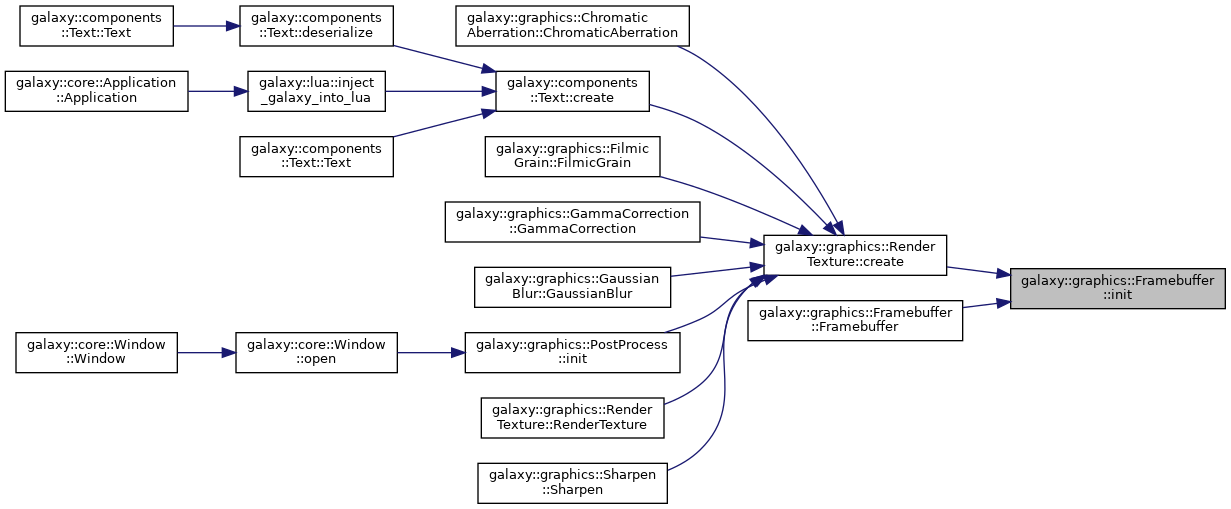 galaxy::components
::Text::Text
galaxy::components
::Text::deserialize
galaxy::graphics::Chromatic
Aberration::ChromaticAberration
galaxy::core::Application
::Application
galaxy::lua::inject
_galaxy_into_lua
galaxy::components
::Text::create
galaxy::components
::Text::Text
galaxy::graphics::Filmic
Grain::FilmicGrain
galaxy::graphics::GammaCorrection
::GammaCorrection
galaxy::graphics::Render
Texture::create
galaxy::graphics::Gaussian
Blur::GaussianBlur
galaxy::graphics::Framebuffer
::init
galaxy::graphics::Framebuffer
::Framebuffer
galaxy::core::Window
::Window
galaxy::core::Window
::open
galaxy::graphics::PostProcess
::init
galaxy::graphics::Render
Texture::RenderTexture
galaxy::graphics::Sharpen
::Sharpen